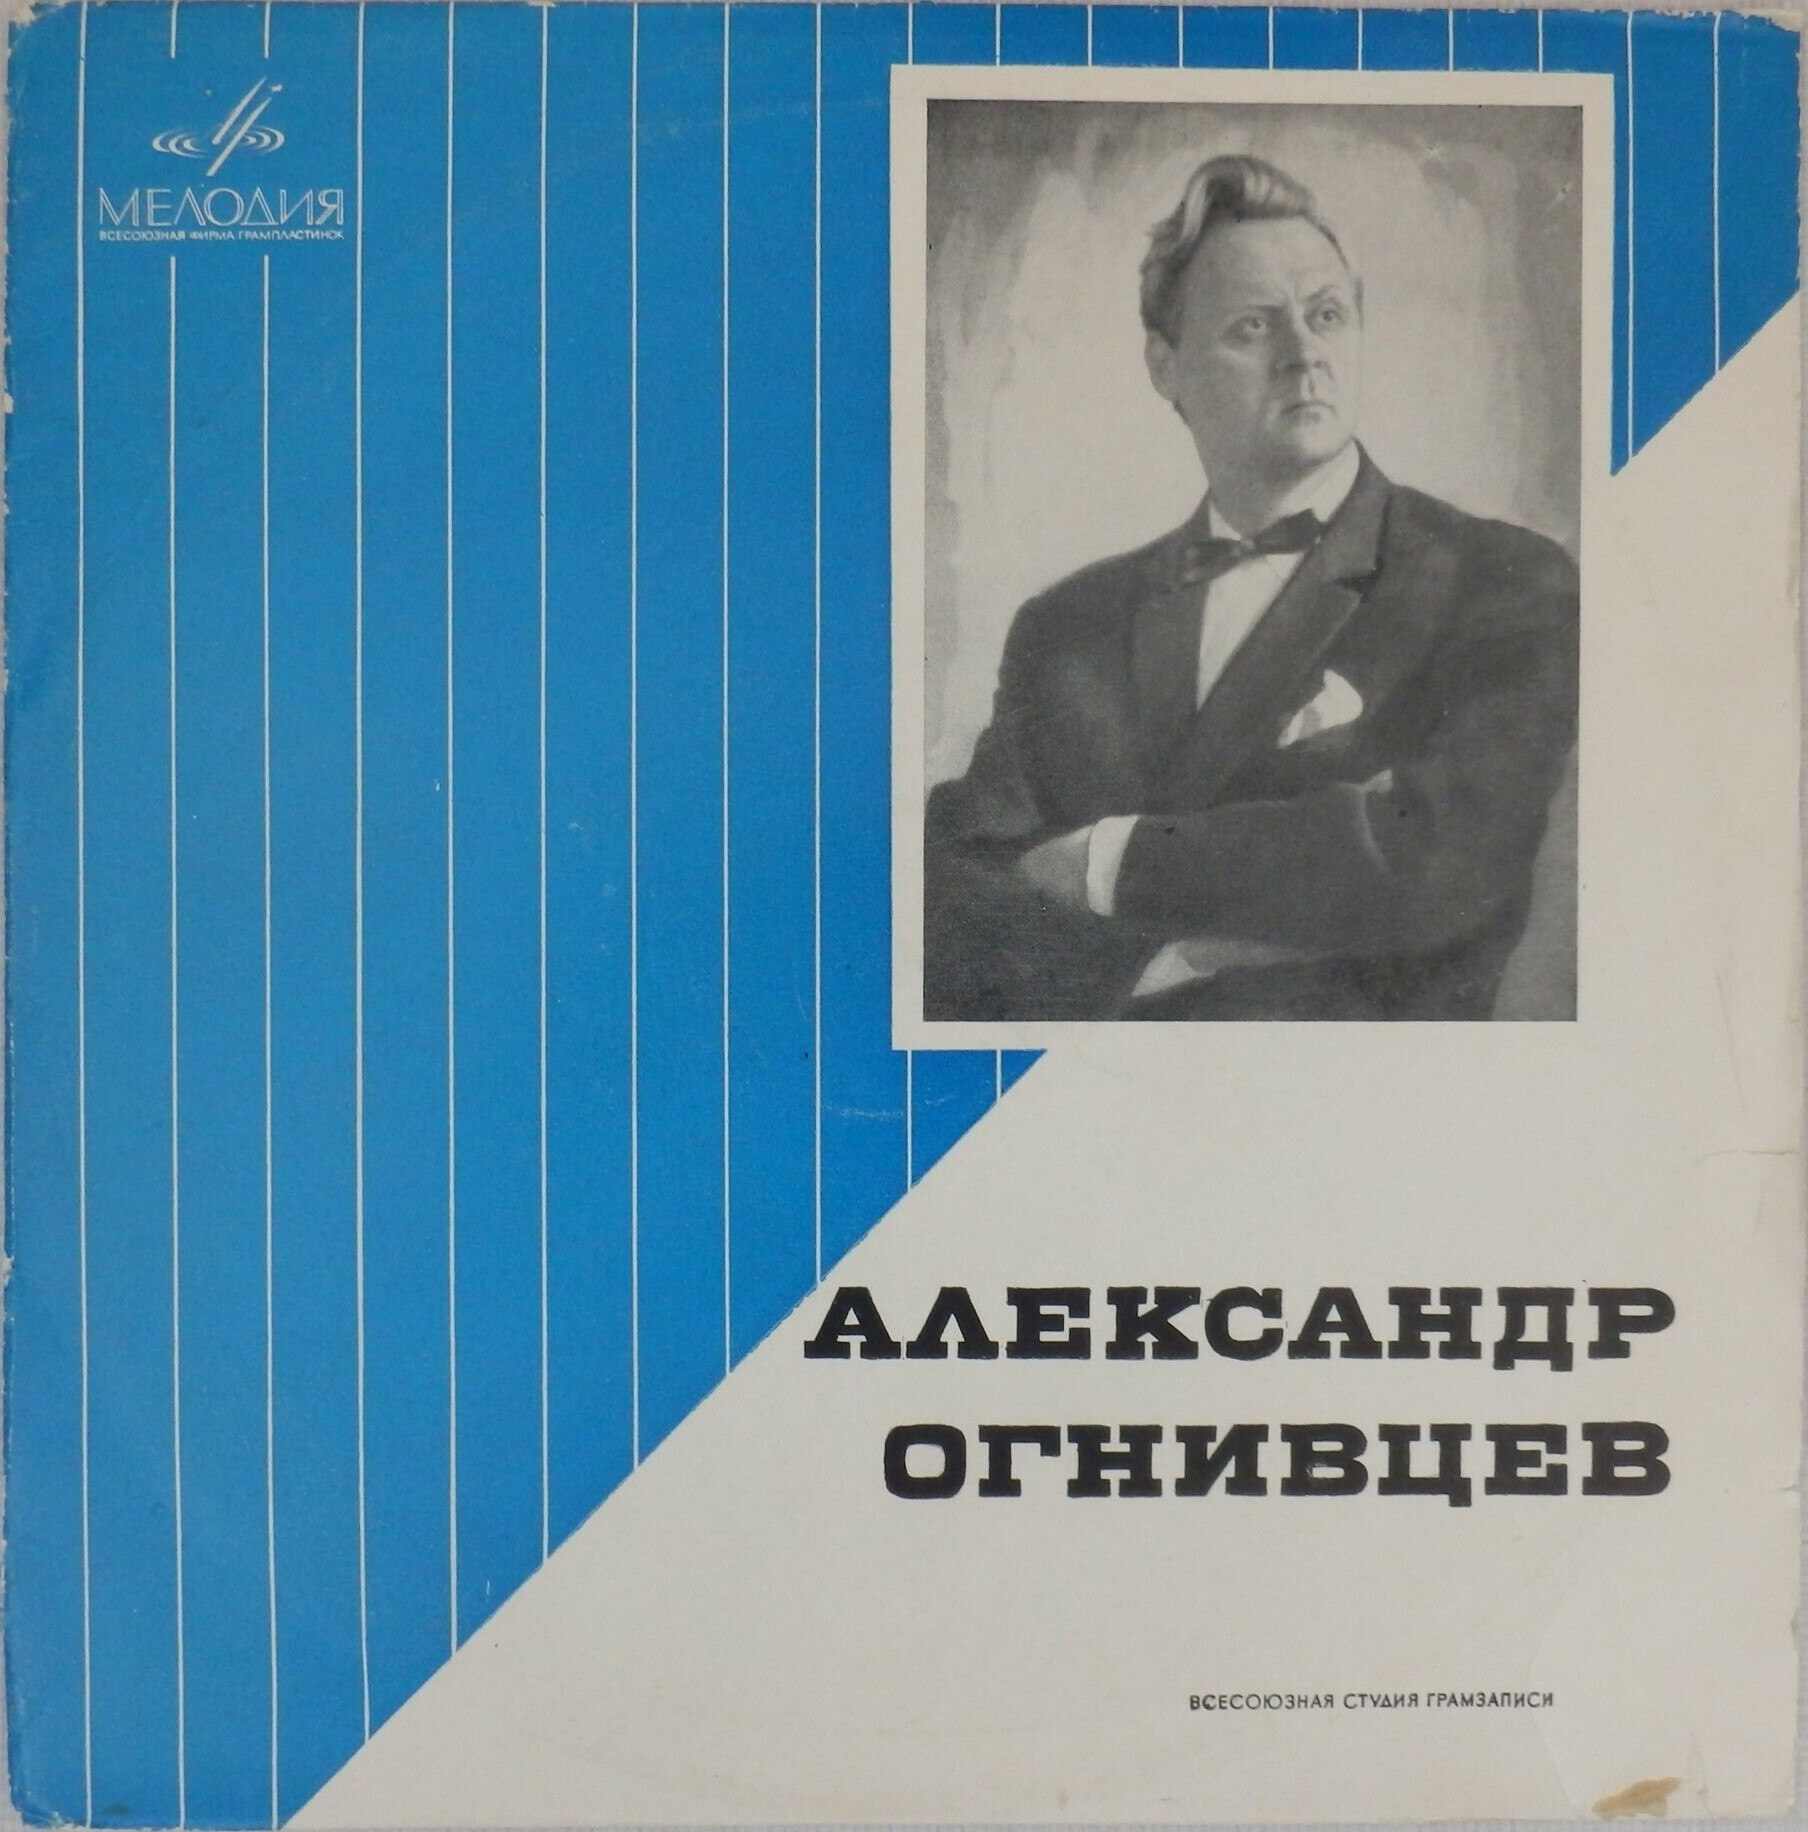 МЕЛОДИЯ
ВСЕСОЮЗНАЯ ФИРМА ГРАМПЛАСТИНОК
АЛЕКСАНДР
ОГНИВЦЕВ
ВСЕСОЮЗНАЯ СТУДИЯ ГРАМЗАПИСИ